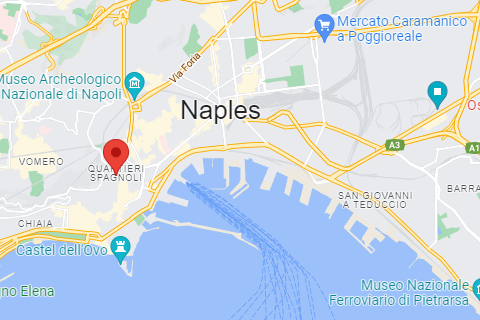 Mercato Caramanico
a Poggioreale
Via Foria
Museo Archeologico
Nazionale di Napoli
Naples
Os
A3
A1
VOMERO
QUARTIERI
SPAGNOLI
BARRA
SAN GIOVANNI
A TEDUCCIO
CHIAIA
Castel dell'Ovo
Museo Nazionale
Ferroviario di Pietrarsa
no Elena